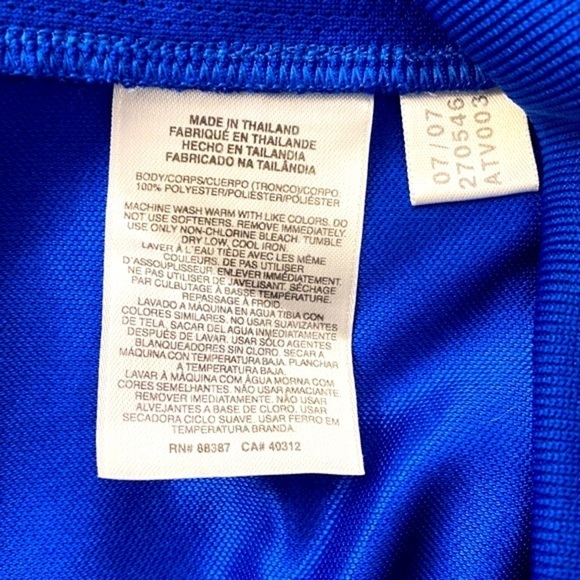 MADE IN THAILAND
FABRIQUÉ EN THAILANDE
HECHO EN TAILANDIA
FABRICADO NA TAILÂNDIA
BODY/CORPS/CUERPO (TRONCO)/CORPO:
100% POLYESTER/POLIÉSTER/POLIÉSTER
MACHINE WASH WARM WITH LIKE COLORS. DO
NOT USE SOFTENERS. REMOVE IMMEDIATELY.
USE ONLY NON-CHLORINE BLEACH. TUMBLE
DRY LOW, COOL IRON.
LAVER À L'EAU TIÈDE AVEC LES MÊME
COULEURS. DE PAS UTILISER
D'ASSOUPLISSEUR. ENLEVER IMMÉDIATEMENT.
NE PAS UTILISER DE JAVELISANT. SÉCHAGE
PAR CULBUTAGE À BASSE TEMPÉRATURE.
REPASSAGE À FROID.
LAVADO A MÁQUINA EN AGUA TIBIA CON
COLORES SIMILARES. NO USAR SUAVIZANTES
DE TELA. SACAR DEL AGUA INMEDIATAMENTE
DESPUÉS DE LAVAR. USAR SÓLO AGENTES
BLANQUEADORES SIN CLORO. SECAR A
MÁQUINA CON TEMPERATURA BAJA. PLANCHAR
A TEMPERATURA BAJA.
LAVAR À MÁQUINA COM ÁGUA MORNA COM
CORES SEMELHANTES. NÃO USAR AMACIANTE.
REMOVER IMEDIATAMENTE. USAR
ALVEJANTES A BASE DE CLORO. USAR
SECADORA CICLO SUAVE. USAR FERRO EM
TEMPERATURA BRANDA.
RN# 88387 CA# 40312
07/07
270546
ATV003